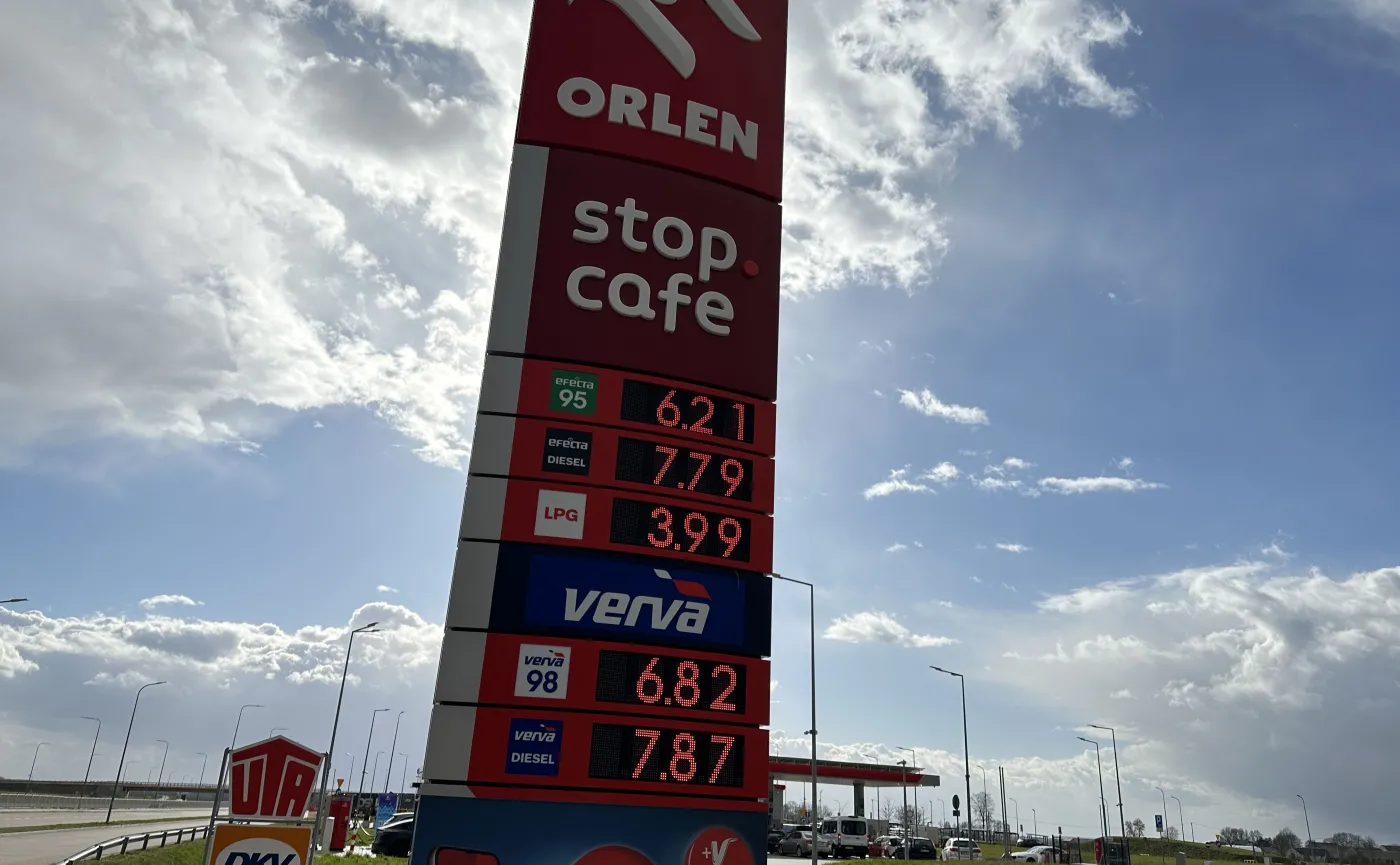 ORLEN
stop.
cafe
efecta
95
6.21
efecta
DIESEL
7.79
LPG
3.99
verva
verva
98
6.82
verva
DIESEL
7.87
UTA
DKV
+V